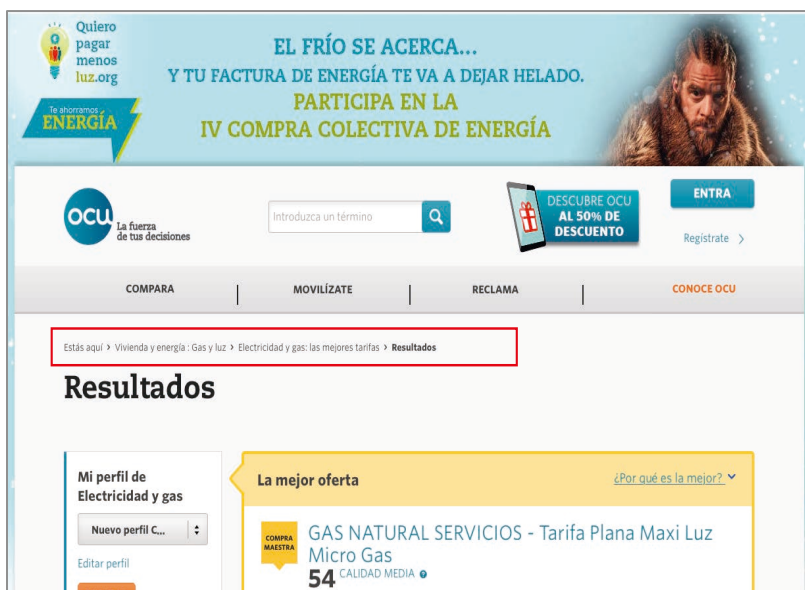 Quiero
pagar
menos
luz.org
Te ahorramos
ENERGÍA
EL FRÍO SE ACERCA...
Y TU FACTURA DE ENERGÍA TE VA A DEJAR HELADO.
PARTICIPA EN LA
IV COMPRA COLECTIVA DE ENERGÍA
ocu La fuerza
de tus decisiones
Introduzca un término
DESCUBRE OCU
AL 50% DE
DESCUENTO
ENTRA
Regístrate >
COMPARA | MOVILÍZATE | RECLAMA | CONOCE OCU
Estás aquí > Vivienda y energía : Gas y luz > Electricidad y gas: las mejores tarifas > Resultados
Resultados
Mi perfil de
Electricidad y gas
Nuevo perfil C...
Editar perfil
La mejor oferta ¿Por qué es la mejor?
COMPRA
MAESTRA
GAS NATURAL SERVICIOS - Tarifa Plana Maxi Luz
Micro Gas
54 CALIDAD MEDIA ?